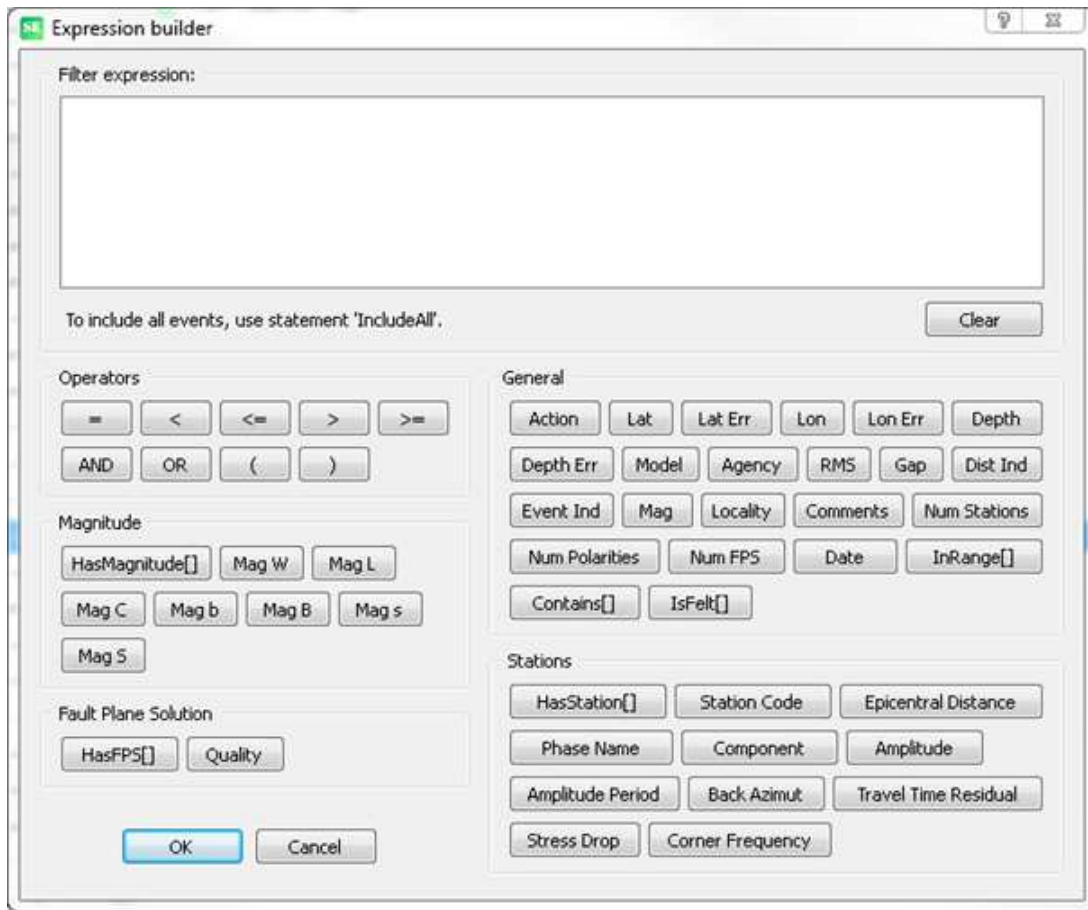 SE Expression builder
Filter expression:
To include all events, use statement 'IncludeAll'.
Clear
Operators
= < <= > >=
AND OR ( )
Magnitude
HasMagnitude[] Mag W Mag L
Mag C Mag b Mag B Mag s
Mag S
Fault Plane Solution
HasFPS[] Quality
OK Cancel
General
Action Lat Lat Err Lon Lon Err Depth
Depth Err Model Agency RMS Gap Dist Ind
Event Ind Mag Locality Comments Num Stations
Num Polarities Num FPS Date InRange[]
Contains[] IsFelt[]
Stations
HasStation[] Station Code Epicentral Distance
Phase Name Component Amplitude
Amplitude Period Back Azimut Travel Time Residual
Stress Drop Corner Frequency